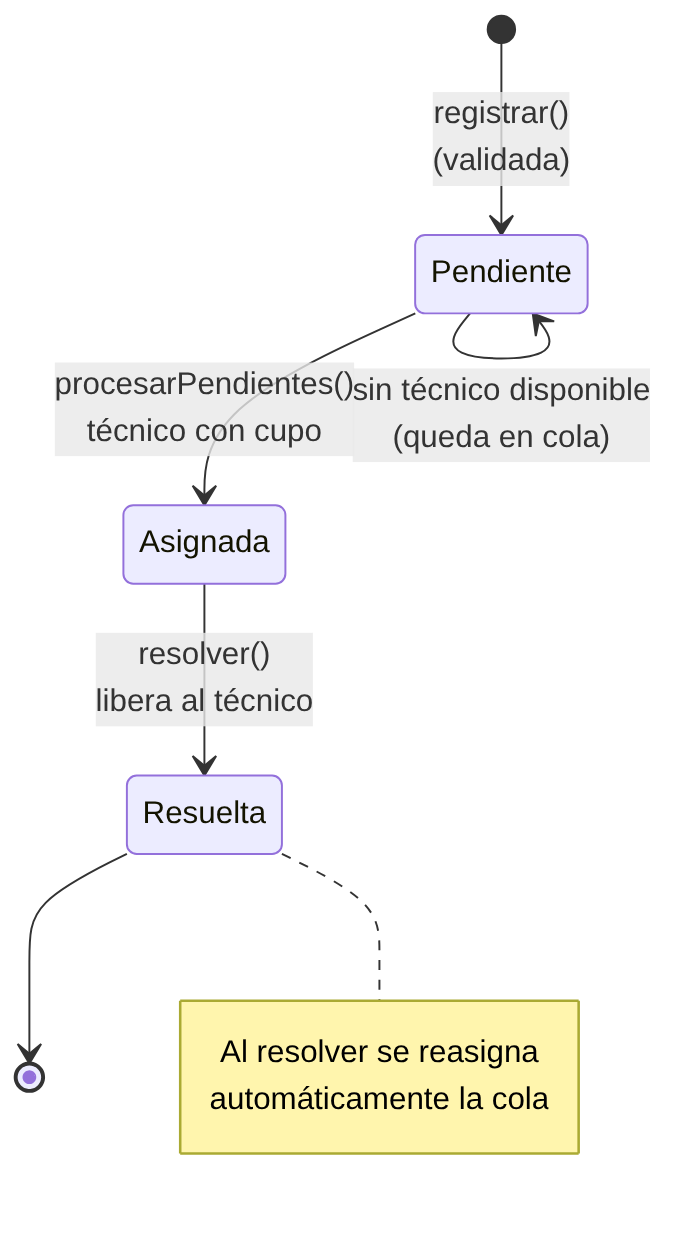 registrar()
(validada)
Pendiente
procesarPendientes()
técnico con cupo
sin técnico disponible
(queda en cola)
Asignada
resolver()
libera al técnico
Resuelta
Al resolver se reasigna
automáticamente la cola